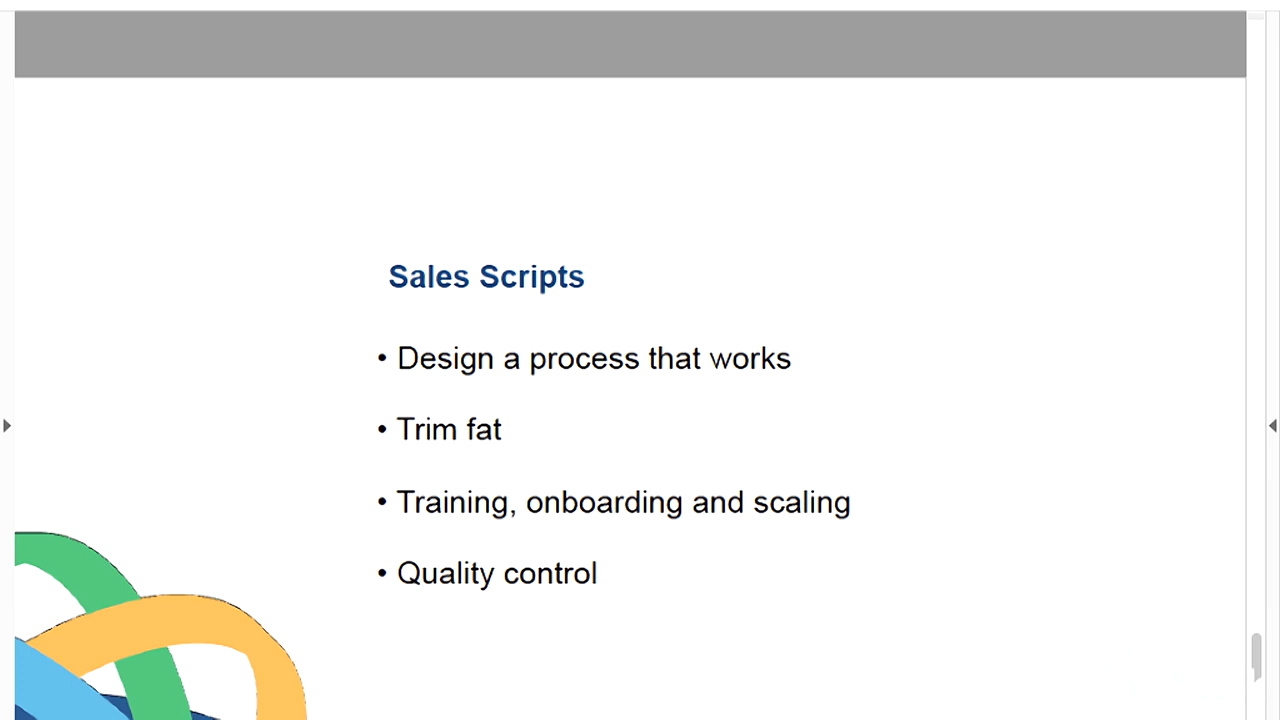 Sales Scripts
• Design a process that works
• Trim fat
• Training, onboarding and scaling
• Quality control